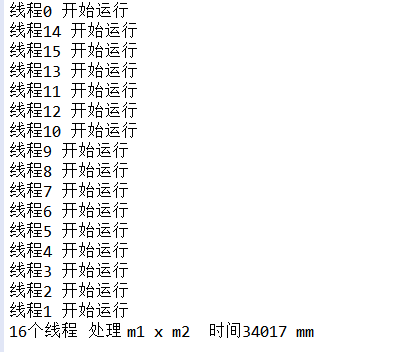 线程0 开始运行
线程14 开始运行
线程15 开始运行
线程13 开始运行
线程11 开始运行
线程12 开始运行
线程10 开始运行
线程9 开始运行
线程8 开始运行
线程7 开始运行
线程6 开始运行
线程5 开始运行
线程4 开始运行
线程3 开始运行
线程2 开始运行
线程1 开始运行
16个线程 处理 m1 x m2  时间34017 mm